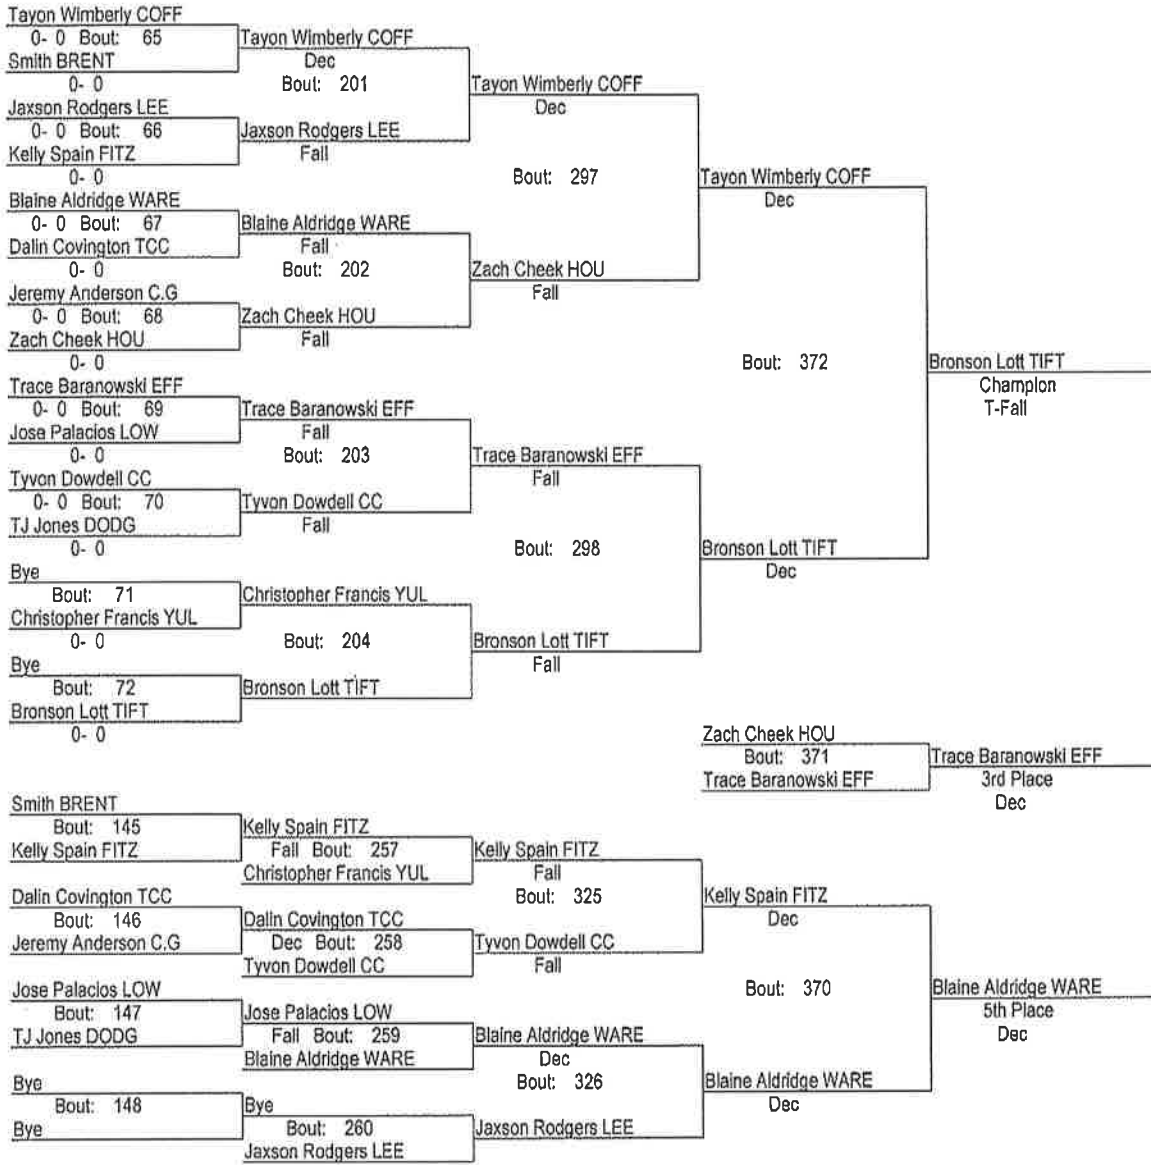 Tayon Wimberly COFF
0- 0 Bout: 65
Smith BRENT
0- 0
Jaxson Rodgers LEE
0- 0 Bout: 66
Kelly Spain FITZ
0- 0
Blaine Aldridge WARE
0- 0 Bout: 67
Dalin Covington TCC
0- 0
Jeremy Anderson C.G
0- 0 Bout: 68
Zach Cheek HOU
0- 0
Trace Baranowski EFF
0- 0 Bout: 69
Jose Palacios LOW
0- 0
Tyvon Dowdell CC
0- 0 Bout: 70
TJ Jones DODG
0- 0
Bye
Bout: 71
Christopher Francis YUL
0- 0
Bye
Bout: 72
Bronson Lott TIFT
0- 0
Tayon Wimberly COFF
Dec
Bout: 201
Jaxson Rodgers LEE
Fall
Blaine Aldridge WARE
Fall
Bout: 202
Zach Cheek HOU
Fall
Trace Baranowski EFF
Fall
Bout: 203
Tyvon Dowdell CC
Fall
Christopher Francis YUL
Bout: 204
Bronson Lott TIFT
Tayon Wimberly COFF
Dec
Bout: 297
Zach Cheek HOU
Fall
Trace Baranowski EFF
Fall
Bout: 298
Bronson Lott TIFT
Fall
Tayon Wimberly COFF
Dec
Bout: 372
Bronson Lott TIFT
Dec
Bronson Lott TIFT
Champion
T-Fall
Zach Cheek HOU
Bout: 371
Trace Baranowski EFF
Trace Baranowski EFF
3rd Place
Dec
Smith BRENT
Bout: 145
Kelly Spain FITZ
Dalin Covington TCC
Bout: 146
Jeremy Anderson C.G
Jose Palacios LOW
Bout: 147
TJ Jones DODG
Bye
Bout: 148
Bye
Kelly Spain FITZ
Fall Bout: 257
Christopher Francis YUL
Dalin Covington TCC
Dec Bout: 258
Tyvon Dowdell CC
Jose Palacios LOW
Fall Bout: 259
Blaine Aldridge WARE
Bye
Bout: 260
Jaxson Rodgers LEE
Kelly Spain FITZ
Fall
Bout: 325
Tyvon Dowdell CC
Fall
Blaine Aldridge WARE
Dec
Bout: 326
Jaxson Rodgers LEE
Kelly Spain FITZ
Dec
Bout: 370
Blaine Aldridge WARE
Dec
Blaine Aldridge WARE
5th Place
Dec